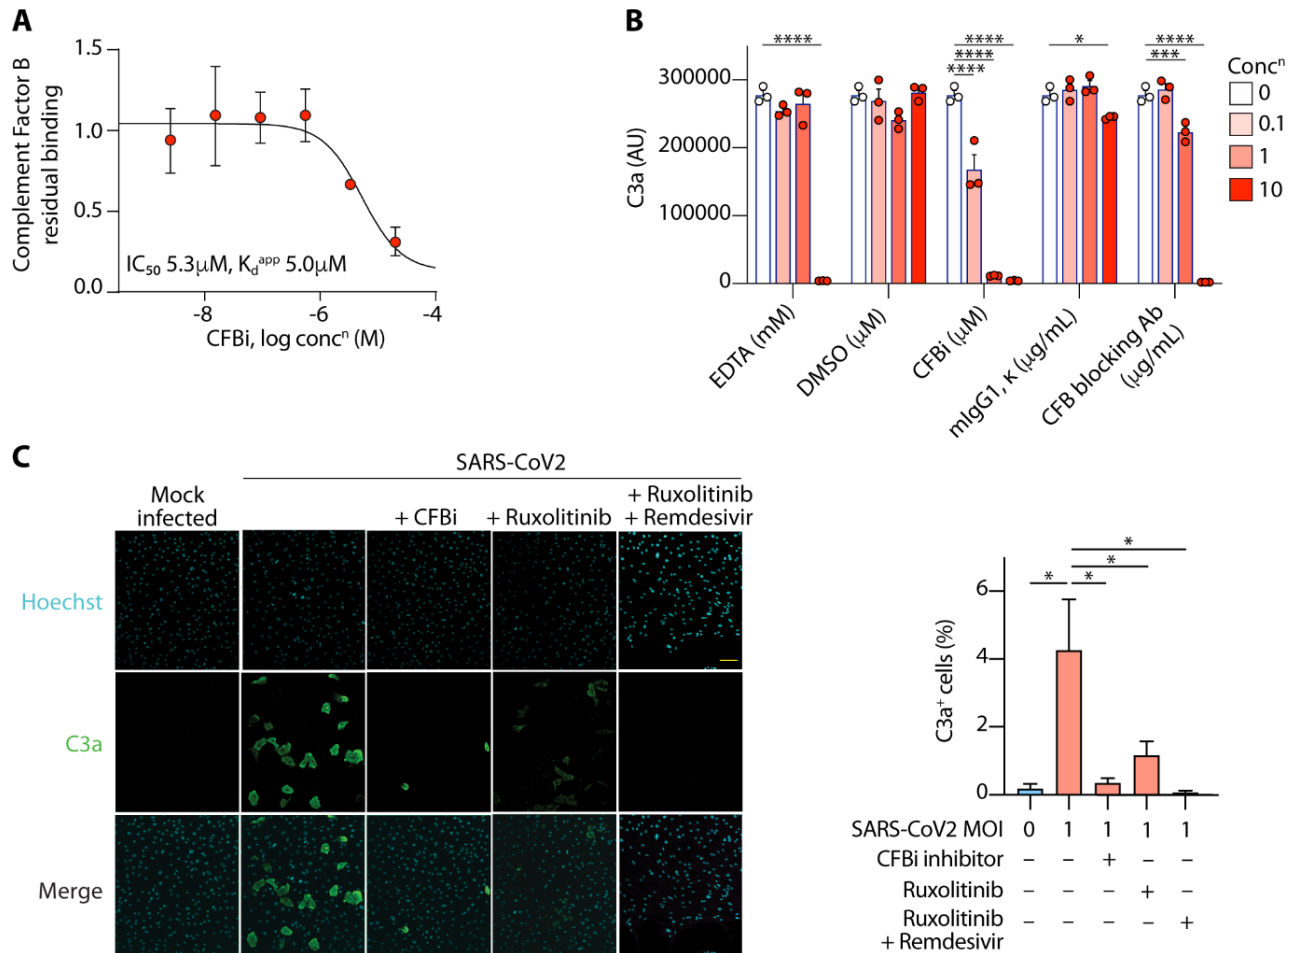 A
Complement Factor B
residual binding
1.5
1.0
0.5
0.0
IC₅₀ 5.3μM, K_d^app 5.0μM
-8
-6
-4
CFBi, log concⁿ (M)
B
C3a (AU)
300000
200000
100000
0
****
****
****
****
*
****
***
Concⁿ
0
0.1
1
10
EDTA (mM)
DMSO (μM)
CFBi (μM)
mIgG1, κ (μg/mL)
CFB blocking Ab
(μg/mL)
C
SARS-CoV2
Mock
infected
+ CFBi
+ Ruxolitinib
+ Ruxolitinib
+ Remdesivir
Hoechst
C3a
Merge
C3a⁺ cells (%)
6
4
2
0
*
*
*
*
SARS-CoV2 MOI 0 1 1 1 1
CFBi inhibitor – – + – –
Ruxolitinib – – – + –
Ruxolitinib
+ Remdesivir – – – – +